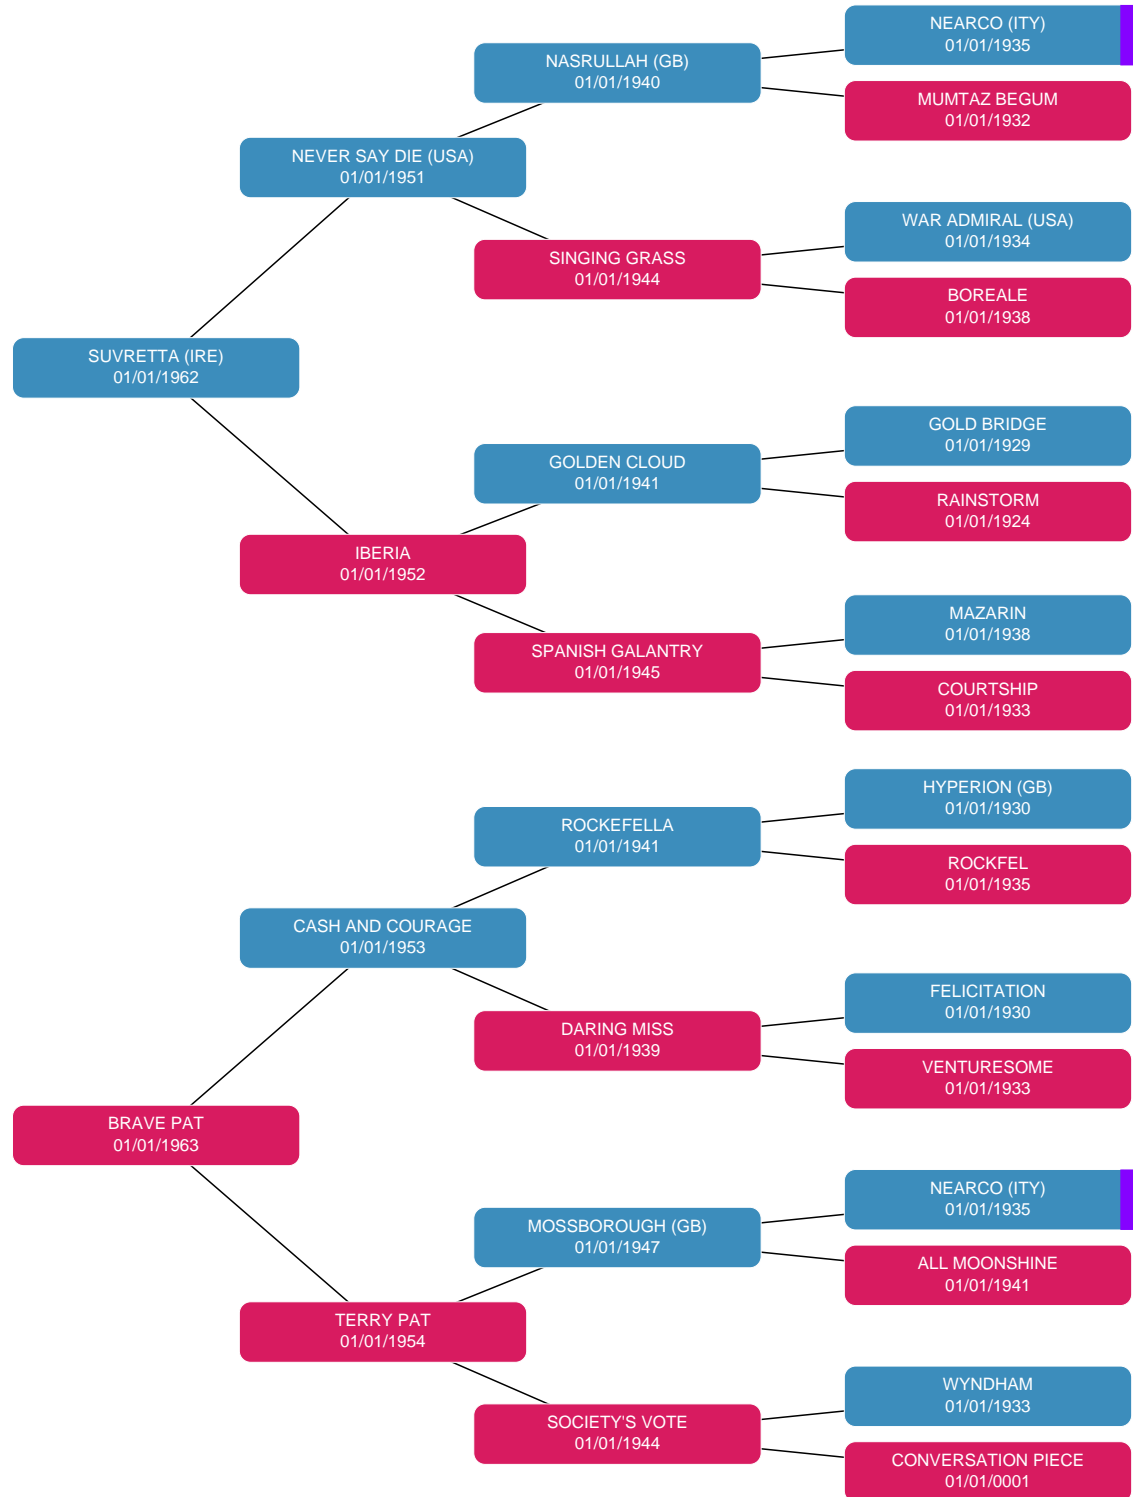 NEARCO (ITY)
01/01/1935
NASRULLAH (GB)
01/01/1940
MUMTAZ BEGUM
01/01/1932
NEVER SAY DIE (USA)
01/01/1951
WAR ADMIRAL (USA)
01/01/1934
SINGING GRASS
01/01/1944
BOREALE
01/01/1938
SUVRETTA (IRE)
01/01/1962
GOLD BRIDGE
01/01/1929
GOLDEN CLOUD
01/01/1941
RAINSTORM
01/01/1924
IBERIA
01/01/1952
MAZARIN
01/01/1938
SPANISH GALANTRY
01/01/1945
COURTSHIP
01/01/1933
HYPERION (GB)
01/01/1930
ROCKEFELLA
01/01/1941
ROCKFEL
01/01/1935
CASH AND COURAGE
01/01/1953
FELICITATION
01/01/1930
DARING MISS
01/01/1939
VENTURESOME
01/01/1933
BRAVE PAT
01/01/1963
NEARCO (ITY)
01/01/1935
MOSSBOROUGH (GB)
01/01/1947
ALL MOONSHINE
01/01/1941
TERRY PAT
01/01/1954
WYNDHAM
01/01/1933
SOCIETY'S VOTE
01/01/1944
CONVERSATION PIECE
01/01/0001